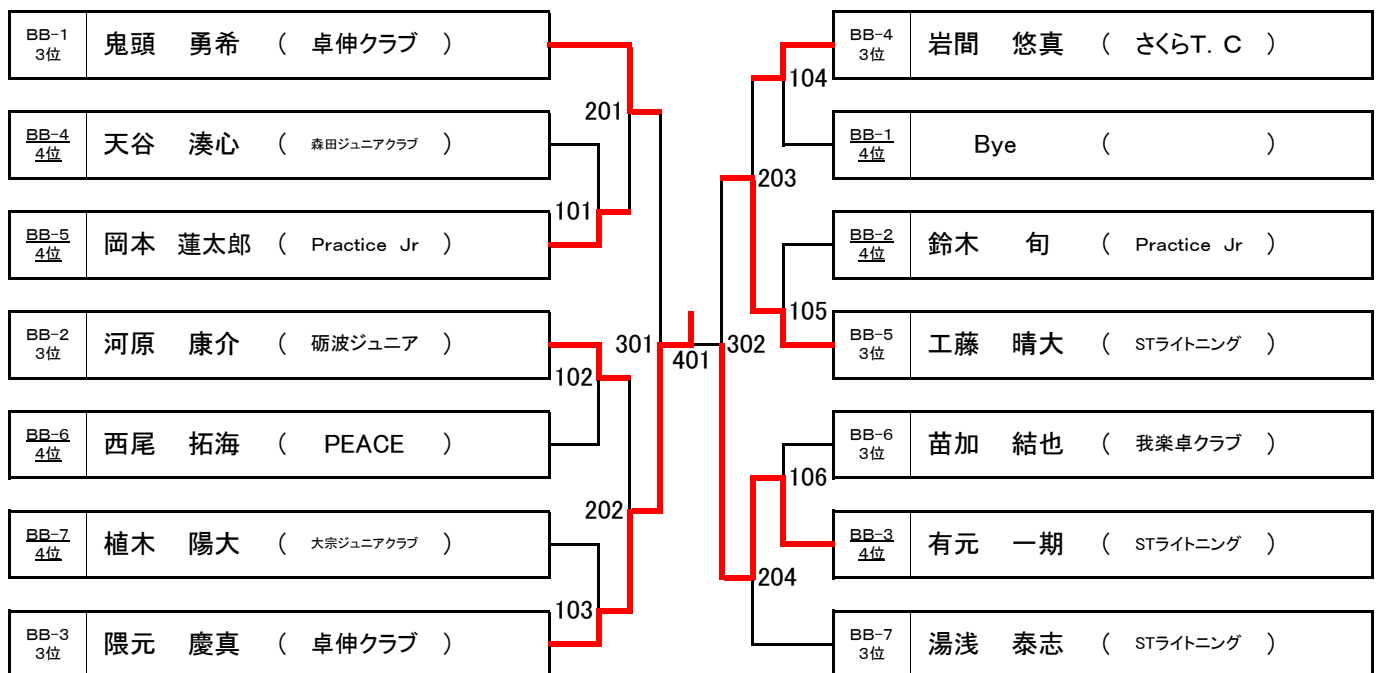 BB-1 3位 鬼頭 勇希 ( 卓伸クラブ )
BB-4 4位 天谷 湊心 ( 森田ジュニアクラブ )
BB-5 4位 岡本 蓮太郎 ( Practice Jr )
BB-2 3位 河原 康介 ( 砺波ジュニア )
BB-6 4位 西尾 拓海 ( PEACE )
BB-7 4位 植木 陽大 ( 大宗ジュニアクラブ )
BB-3 3位 隈元 慶真 ( 卓伸クラブ )
201
101
102
202
103
301
401
302
104
203
105
106
204
BB-4 3位 岩間 悠真 ( さくらT.C )
BB-1 4位 Bye ( )
BB-2 4位 鈴木 旬 ( Practice Jr )
BB-5 3位 工藤 晴大 ( STライトニング )
BB-6 3位 苗加 結也 ( 我楽卓クラブ )
BB-3 4位 有元 一期 ( STライトニング )
BB-7 3位 湯浅 泰志 ( STライトニング )